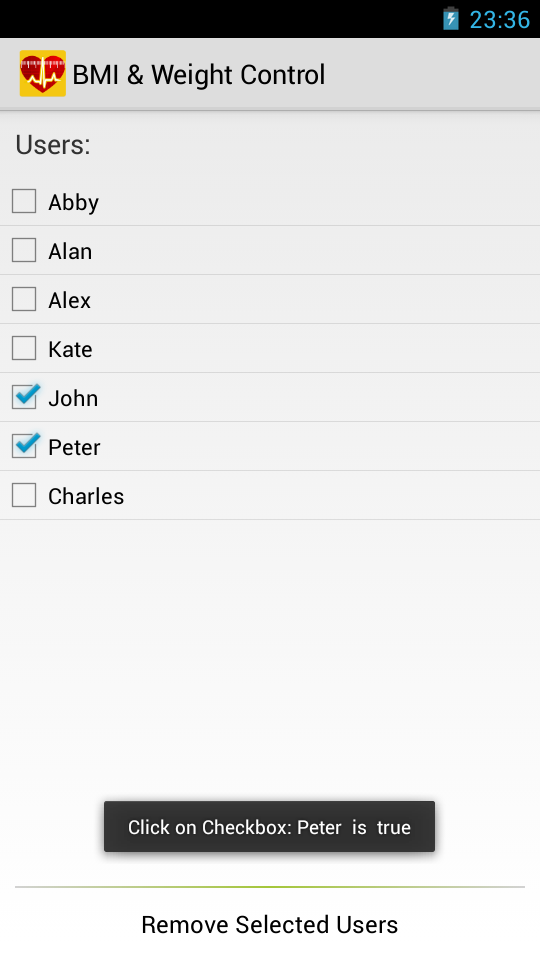 23:36
BMI & Weight Control
Users:
Abby
Alan
Alex
Kate
John
Peter
Charles
Click on Checkbox: Peter  is  true
Remove Selected Users